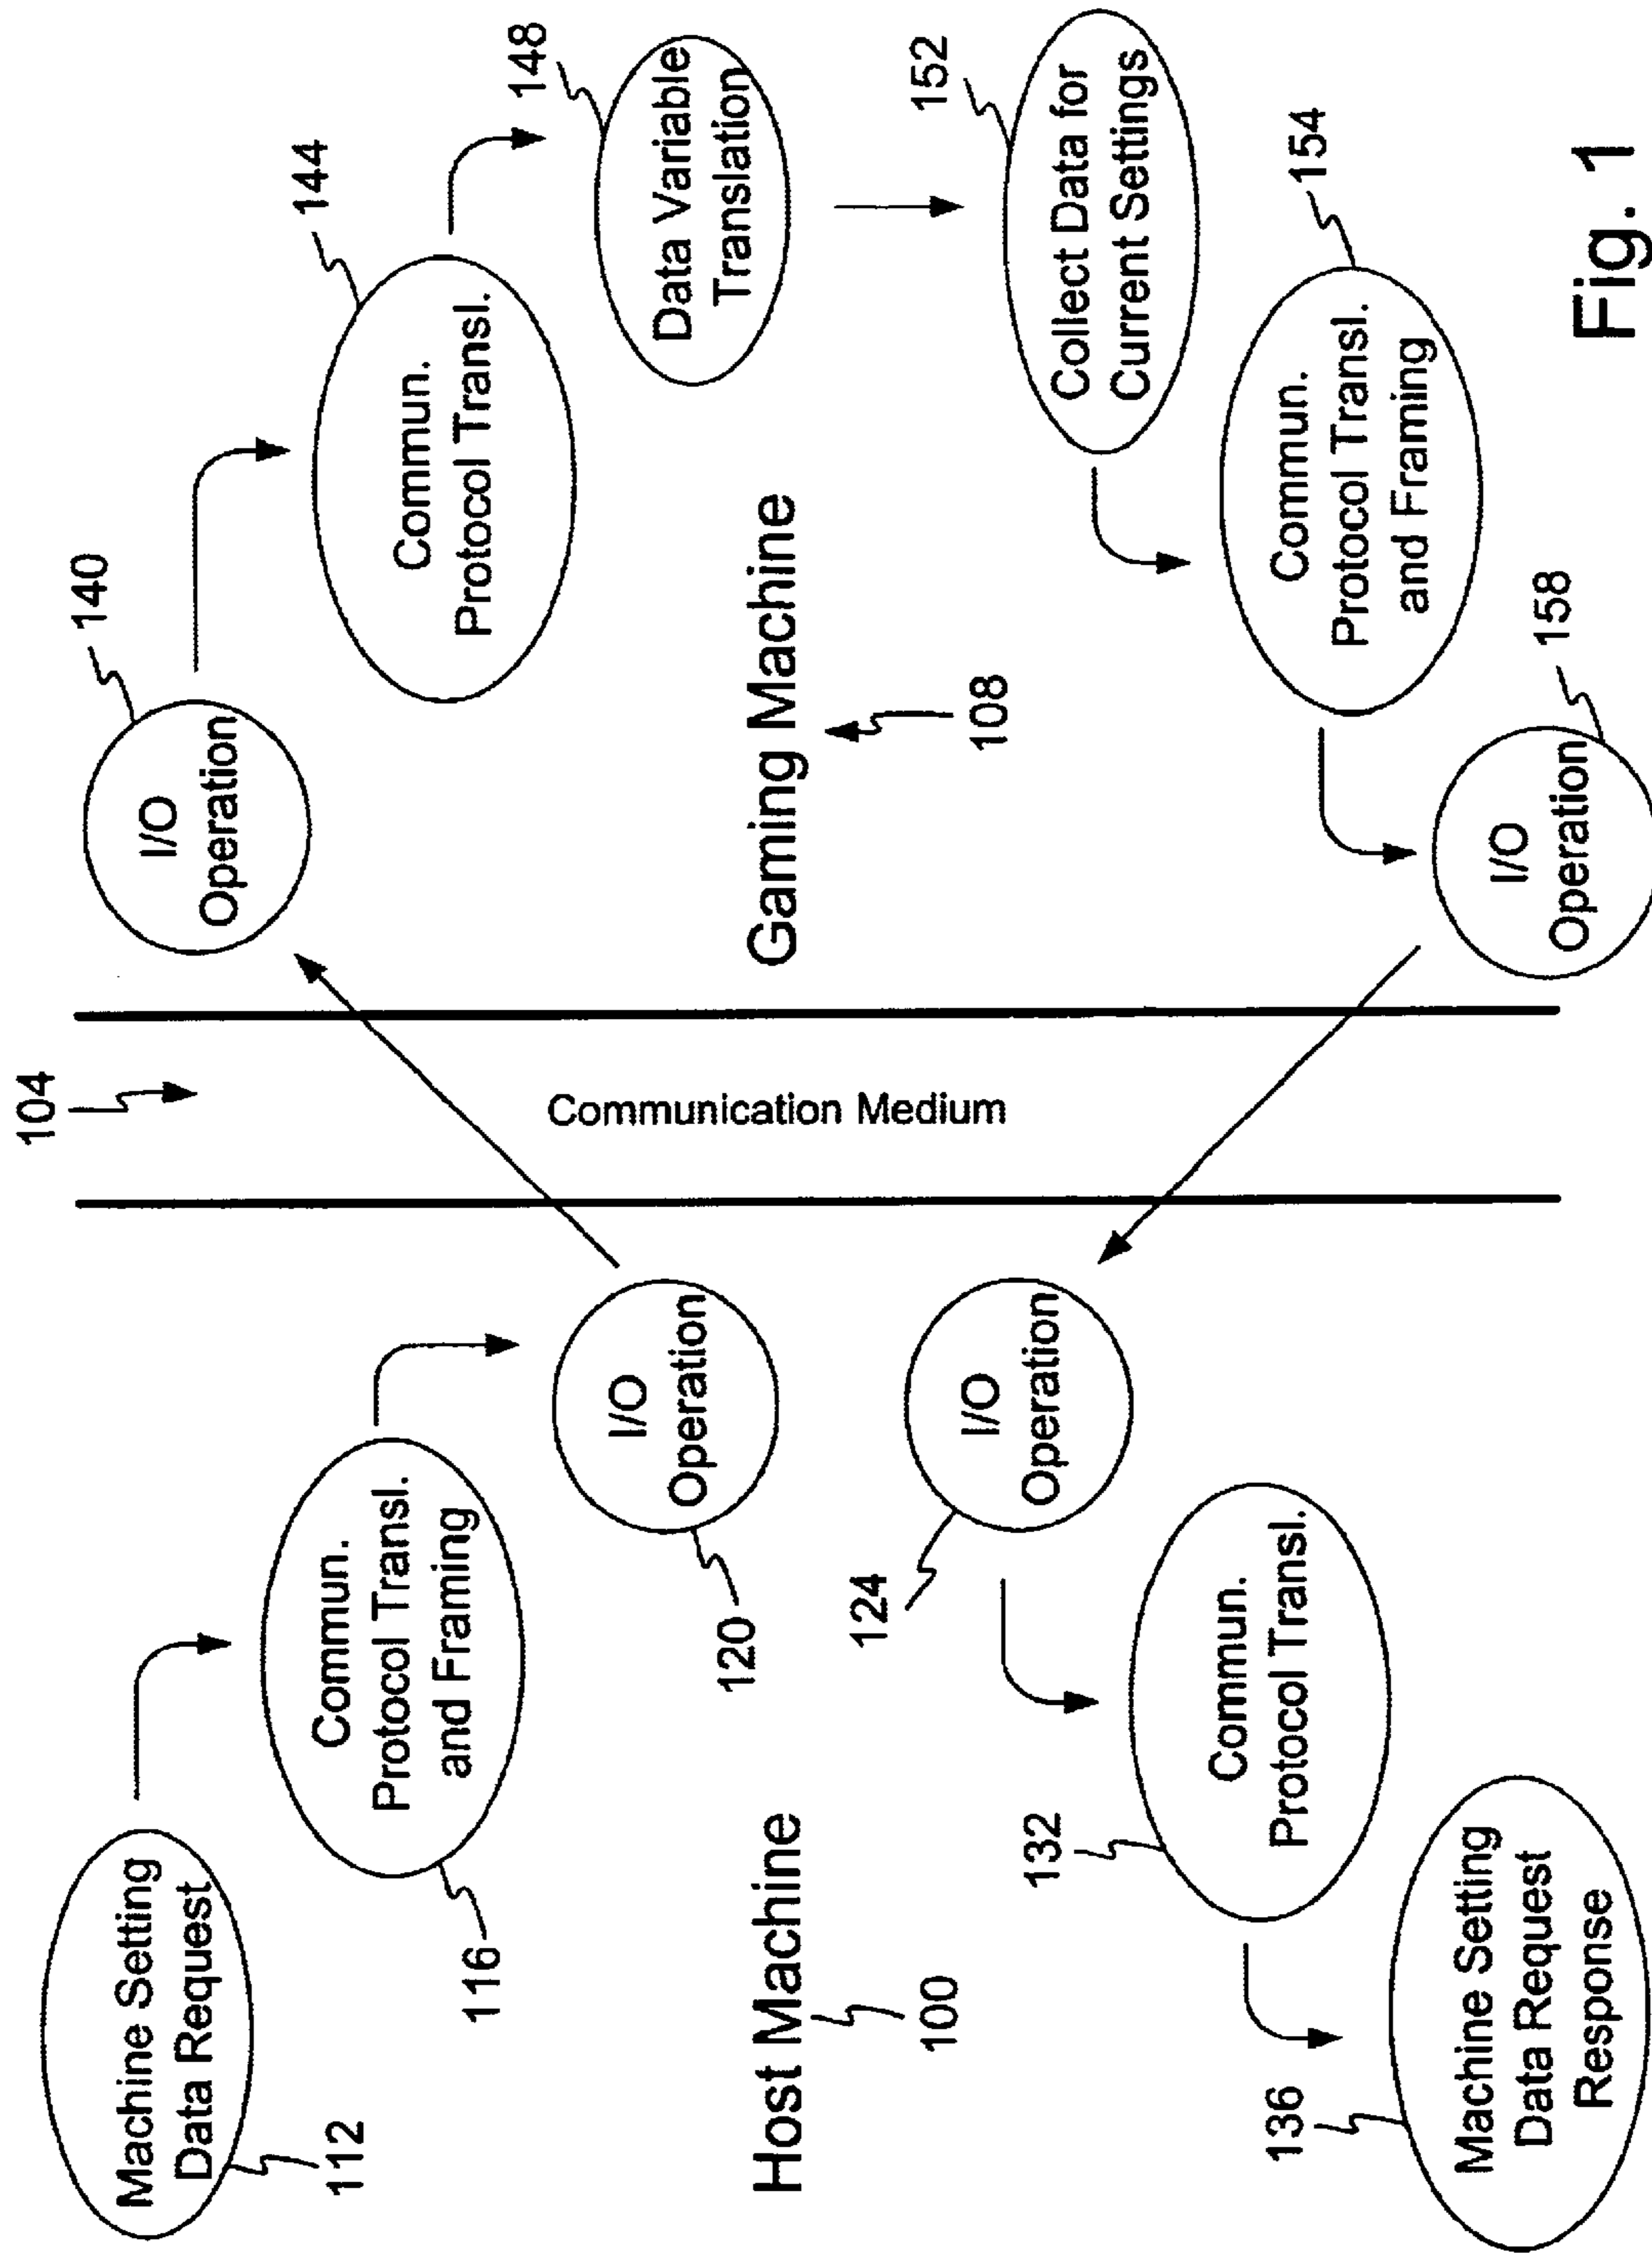 104
Machine Setting
Data Request
112
Commun.
Protocol Transl.
and Framing
116
I/O
Operation
120
Host Machine
100
I/O
Operation
124
Commun.
Protocol Transl.
132
Machine Setting
Data Request
Response
136
Communication Medium
I/O
Operation
140
Commun.
Protocol Transl.
144
Data Variable
Translation
148
Gaming Machine
108
Collect Data for
Current Settings
152
Commun.
Protocol Transl.
and Framing
154
I/O
Operation
158
Fig. 1